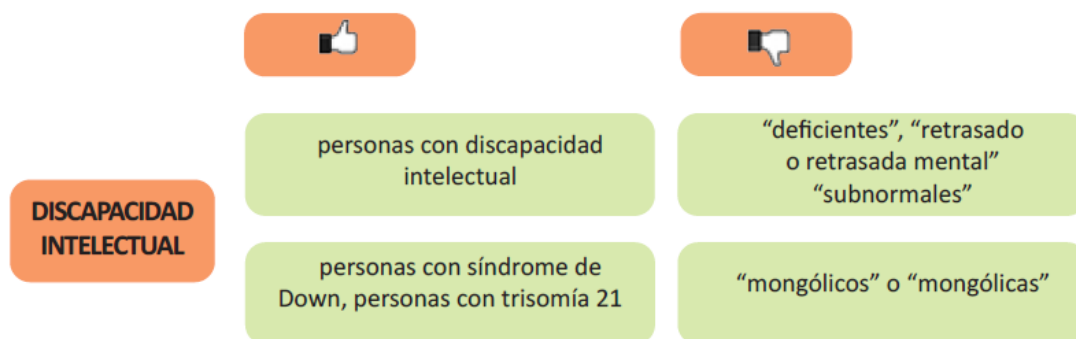 personas con discapacidad
intelectual
"deficientes", "retrasado
o retrasada mental"
"subnormales"
DISCAPACIDAD
INTELECTUAL
personas con síndrome de
Down, personas con trisomía 21
"mongólicos" o "mongólicas"